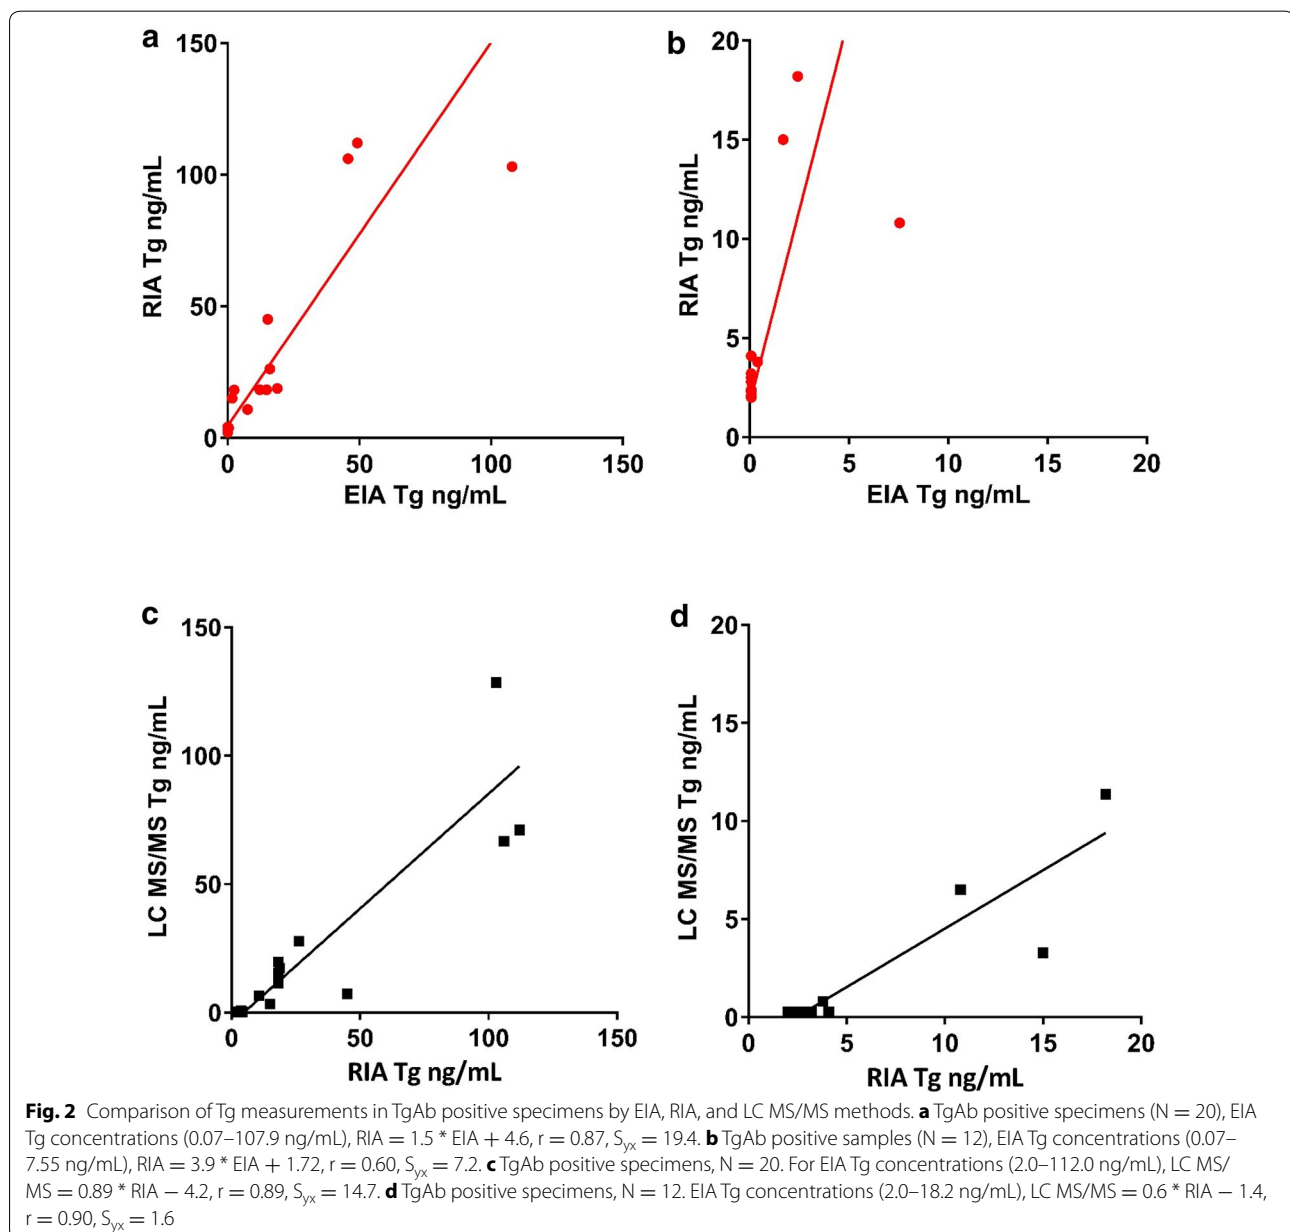 a
150
100
50
0
RIA Tg ng/mL
0 50 100 150
EIA Tg ng/mL
b
20
15
10
5
0
RIA Tg ng/mL
0 5 10 15 20
EIA Tg ng/mL
c
150
100
50
0
LC MS/MS Tg ng/mL
0 50 100 150
RIA Tg ng/mL
d
20
15
10
5
0
LC MS/MS Tg ng/mL
0 5 10 15 20
RIA Tg ng/mL
Fig. 2 Comparison of Tg measurements in TgAb positive specimens by EIA, RIA, and LC MS/MS methods. a TgAb positive specimens (N = 20), EIA
Tg concentrations (0.07–107.9 ng/mL), RIA = 1.5 * EIA + 4.6, r = 0.87, Syx = 19.4. b TgAb positive samples (N = 12), EIA Tg concentrations (0.07–
7.55 ng/mL), RIA = 3.9 * EIA + 1.72, r = 0.60, Syx = 7.2. c TgAb positive specimens, N = 20. For EIA Tg concentrations (2.0–112.0 ng/mL), LC MS/
MS = 0.89 * RIA − 4.2, r = 0.89, Syx = 14.7. d TgAb positive specimens, N = 12. EIA Tg concentrations (2.0–18.2 ng/mL), LC MS/MS = 0.6 * RIA − 1.4,
r = 0.90, Syx = 1.6